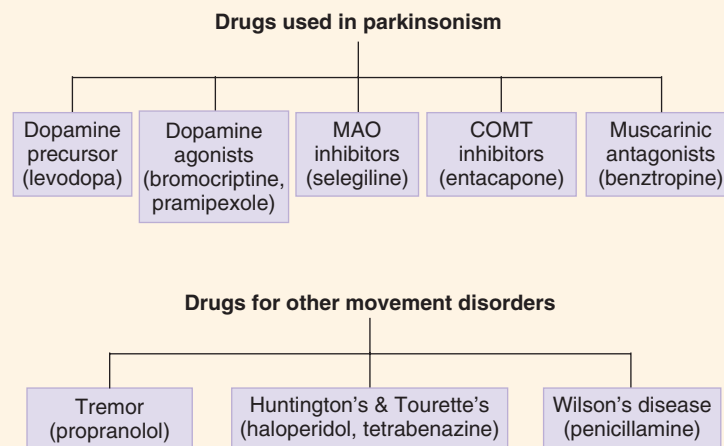 Drugs used in parkinsonism
Dopamine
precursor
(levodopa)
Dopamine
agonists
(bromocriptine,
pramipexole)
MAO
inhibitors
(selegiline)
COMT
inhibitors
(entacapone)
Muscarinic
antagonists
(benztropine)
Drugs for other movement disorders
Tremor
(propranolol)
Huntington's & Tourette's
(haloperidol, tetrabenazine)
Wilson's disease
(penicillamine)